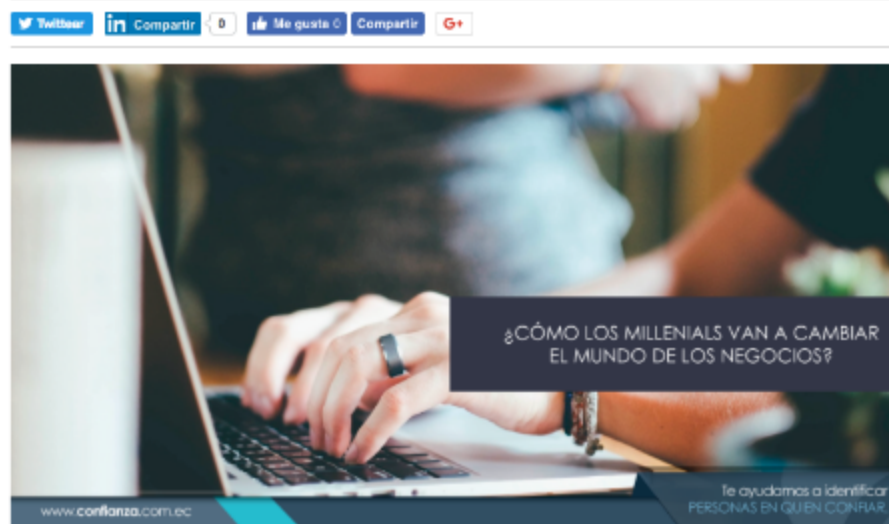 Twittear
in Compartir 0
Me gusta 0 Compartir
G+
¿CÓMO LOS MILLENIALS VAN A CAMBIAR
EL MUNDO DE LOS NEGOCIOS?
Te ayudamos a identificar
www.confianza.com.ec
PERSONAS EN QUIEN CONFIAR.